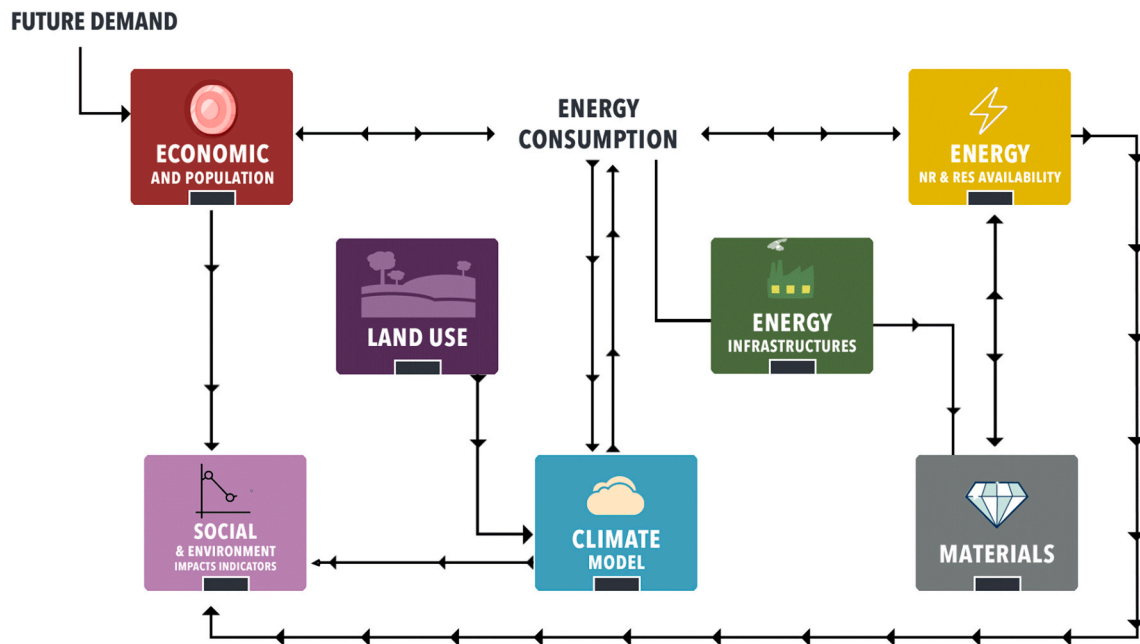 FUTURE DEMAND
ECONOMIC
AND POPULATION
ENERGY
CONSUMPTION
ENERGY
NR & RES AVAILABILITY
LAND USE
ENERGY
INFRASTRUCTURES
SOCIAL
& ENVIRONMENT
IMPACTS INDICATORS
CLIMATE
MODEL
MATERIALS